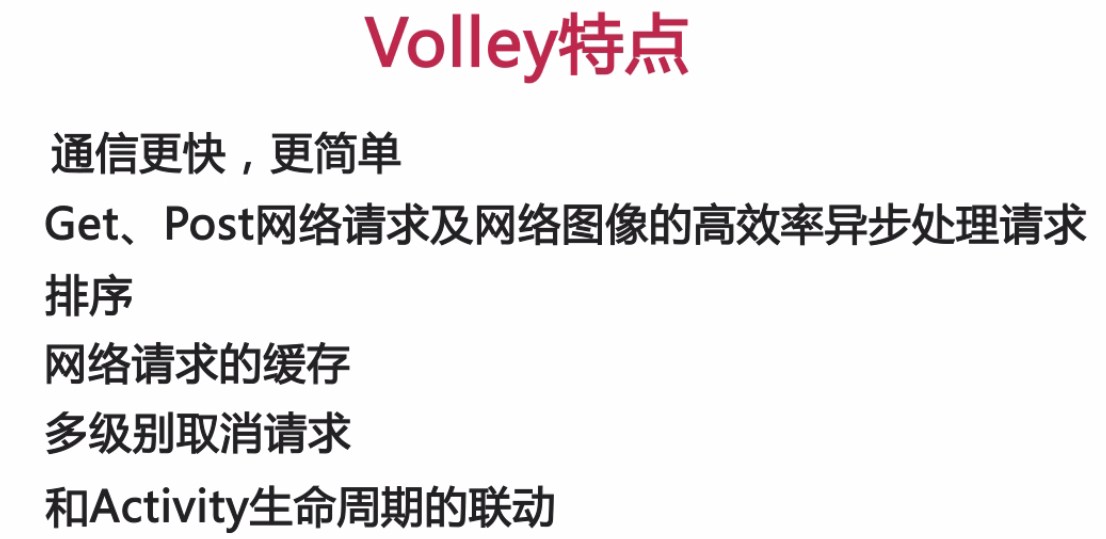 Volley特点
通信更快，更简单
Get、Post网络请求及网络图像的高效率异步处理请求
排序
网络请求的缓存
多级别取消请求
和Activity生命周期的联动